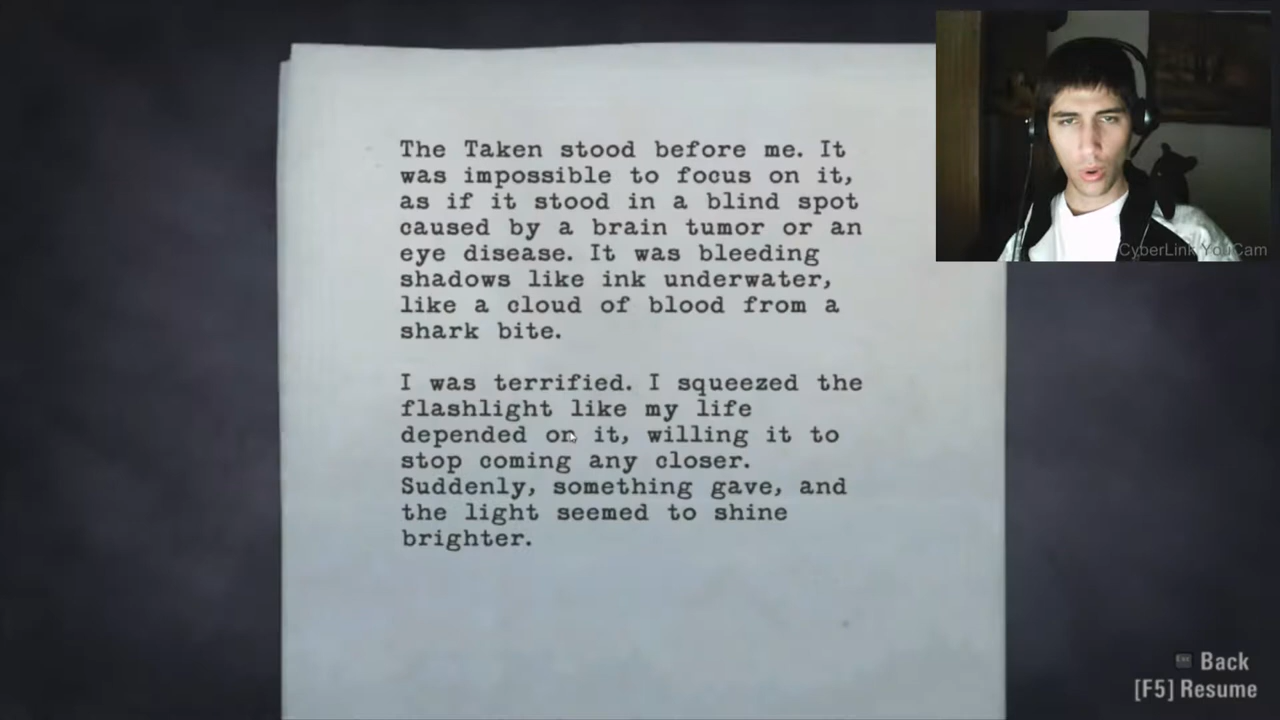 The Taken stood before me. It
was impossible to focus on it,
as if it stood in a blind spot
caused by a brain tumor or an
eye disease. It was bleeding
shadows like ink underwater,
like a cloud of blood from a
shark bite.
I was terrified. I squeezed the
flashlight like my life
depended on it, willing it to
stop coming any closer.
Suddenly, something gave, and
the light seemed to shine
brighter.
CyberLink YouCam
Esc Back
[F5] Resume